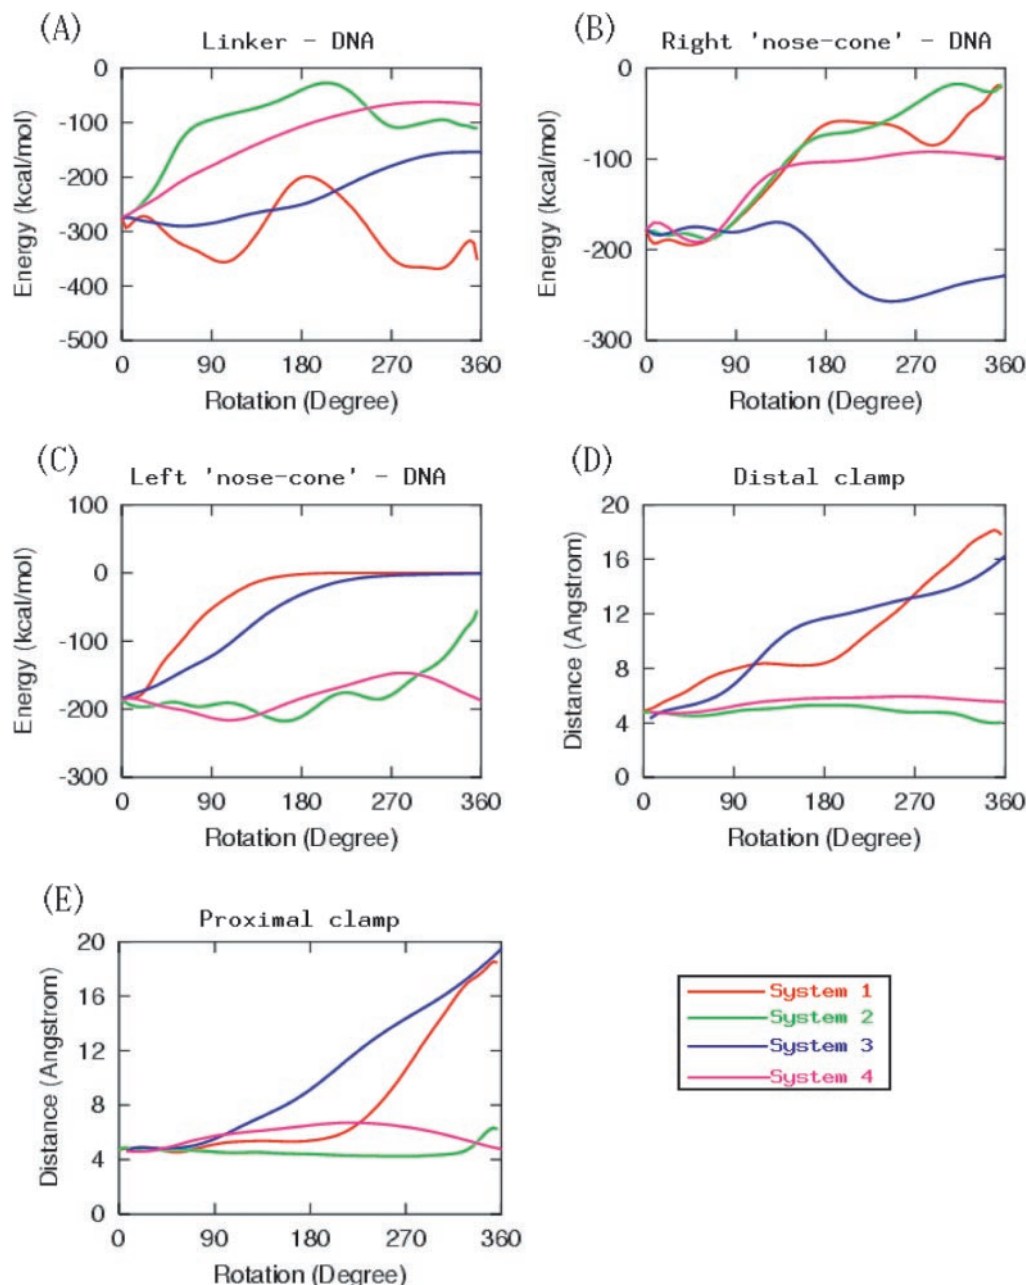 (A)
Linker - DNA
0
-100
-200
-300
-400
-500
Energy (kcal/mol)
0 90 180 270 360
Rotation (Degree)
(B)
Right 'nose-cone' - DNA
0
-100
-200
-300
Energy (kcal/mol)
0 90 180 270 360
Rotation (Degree)
(C)
Left 'nose-cone' - DNA
100
0
-100
-200
-300
Energy (kcal/mol)
0 90 180 270 360
Rotation (Degree)
(D)
Distal clamp
20
16
12
8
4
0
Distance (Angstrom)
0 90 180 270 360
Rotation (Degree)
(E)
Proximal clamp
20
16
12
8
4
0
Distance (Angstrom)
0 90 180 270 360
Rotation (Degree)
System 1
System 2
System 3
System 4